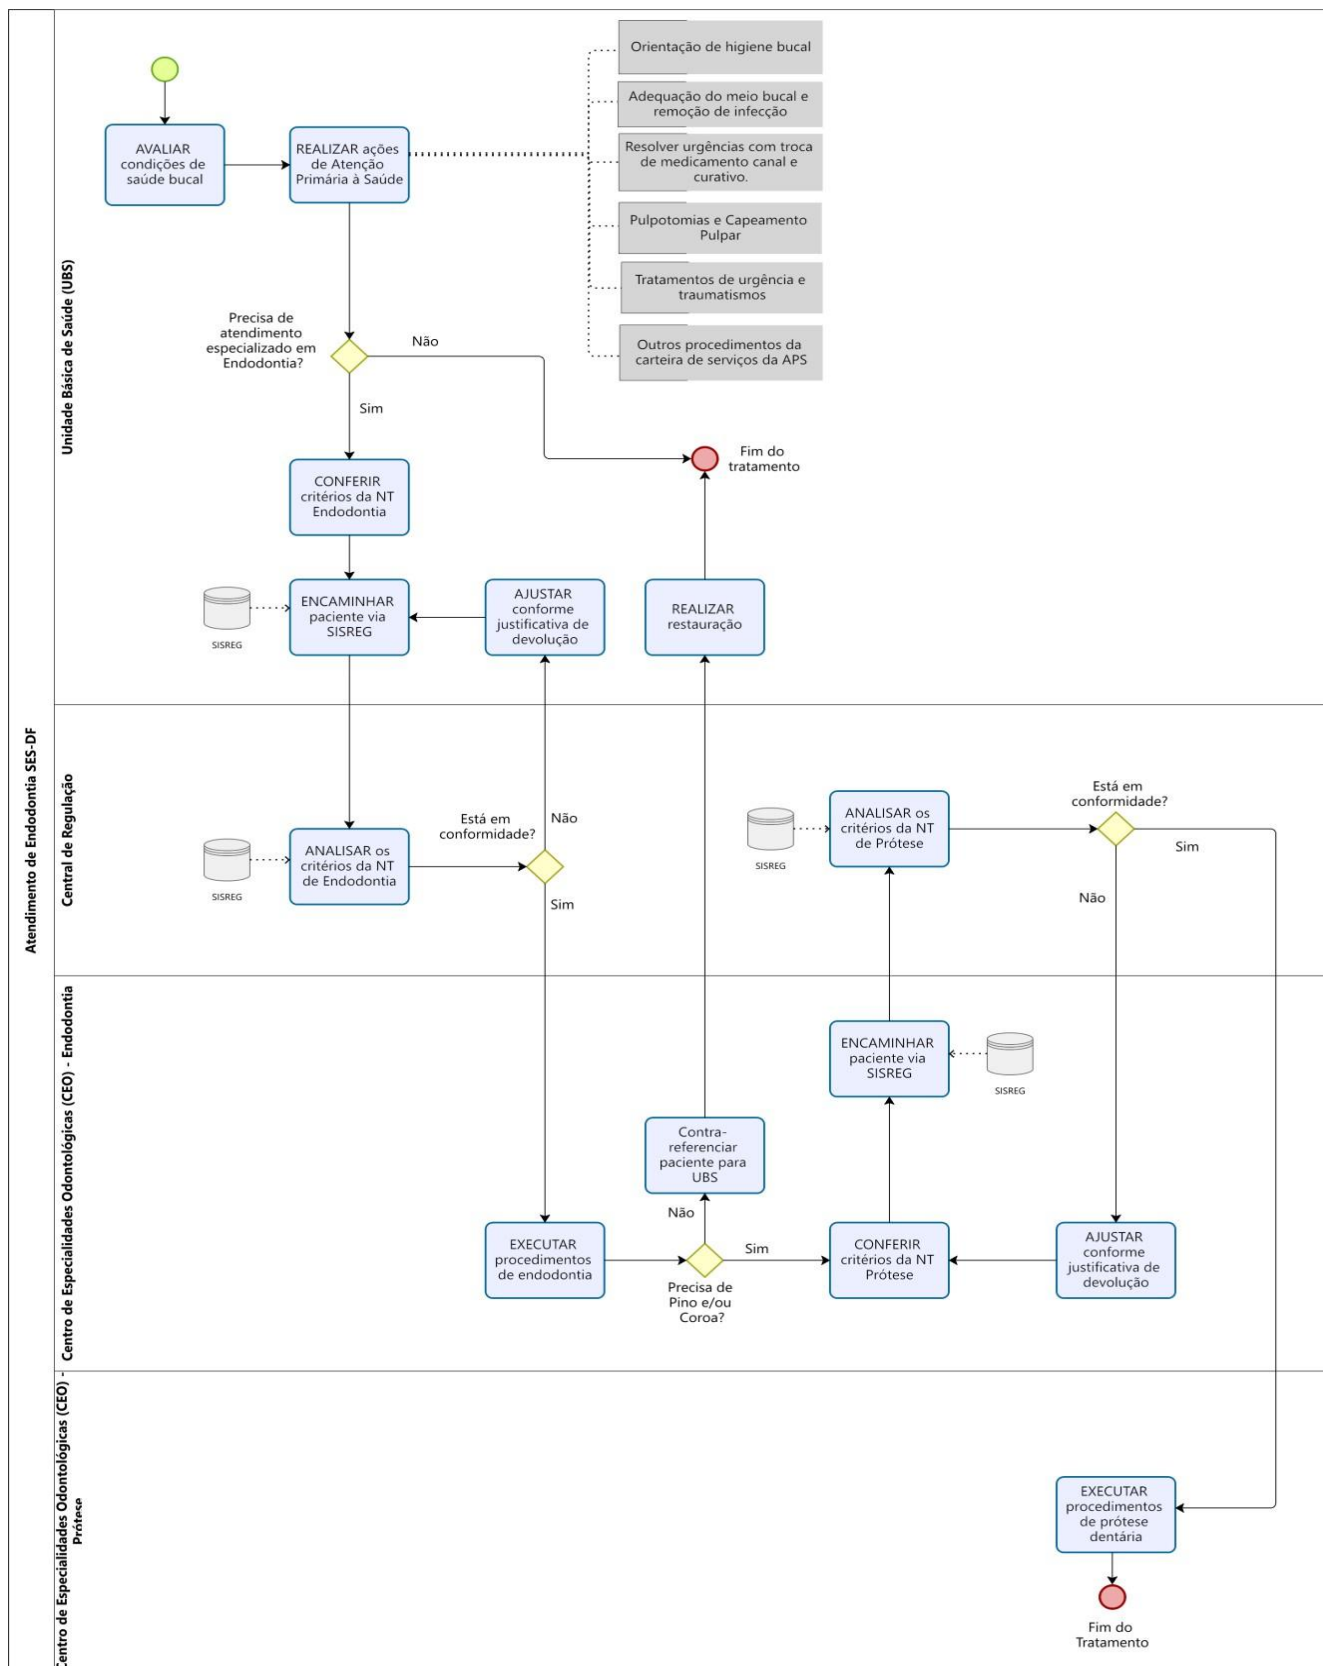 Atendimento de Endodontia SES-DF
Unidade Básica de Saúde (UBS)
AVALIAR
condições de
saúde bucal
REALIZAR ações
de Atenção
Primária à Saúde
Orientação de higiene bucal
Adequação do meio bucal e
remoção de infecção
Resolver urgências com troca
de medicamento canal e
curativo.
Pulpotomias e Capeamento
Pulpar
Tratamentos de urgência e
traumatismos
Outros procedimentos da
carteira de serviços da APS
Precisa de
atendimento
especializado em
Endodontia?
Não
Sim
Fim do
tratamento
CONFERIR
critérios da NT
Endodontia
ENCAMINHAR
paciente via
SISREG
SISREG
AJUSTAR
conforme
justificativa de
devolução
REALIZAR
restauração
Central de Regulação
ANALISAR os
critérios da NT
de Endodontia
SISREG
Está em
conformidade?
Não
Sim
ANALISAR os
critérios da NT
de Prótese
SISREG
Está em
conformidade?
Sim
Não
Centro de Especialidades Odontológicas (CEO) - Endodontia
ENCAMINHAR
paciente via
SISREG
SISREG
Contra-
referenciar
paciente para
UBS
Não
EXECUTAR
procedimentos
de endodontia
Precisa de
Pino e/ou
Coroa?
Sim
CONFERIR
critérios da NT
Prótese
AJUSTAR
conforme
justificativa de
devolução
Centro de Especialidades Odontológicas (CEO) -
Prótese
EXECUTAR
procedimentos
de prótese
dentária
Fim do
Tratamento